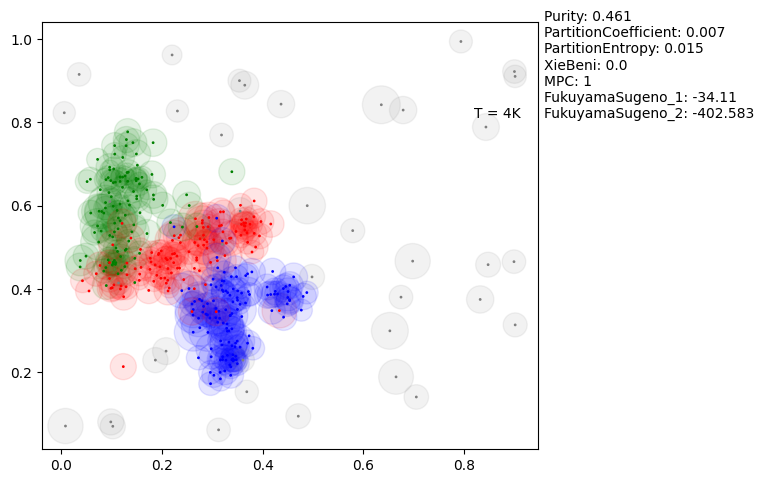 Purity: 0.461
PartitionCoefficient: 0.007
PartitionEntropy: 0.015
XieBeni: 0.0
MPC: 1
FukuyamaSugeno_1: -34.11
FukuyamaSugeno_2: -402.583
T = 4K
1.0
0.8
0.6
0.4
0.2
0.0 0.2 0.4 0.6 0.8